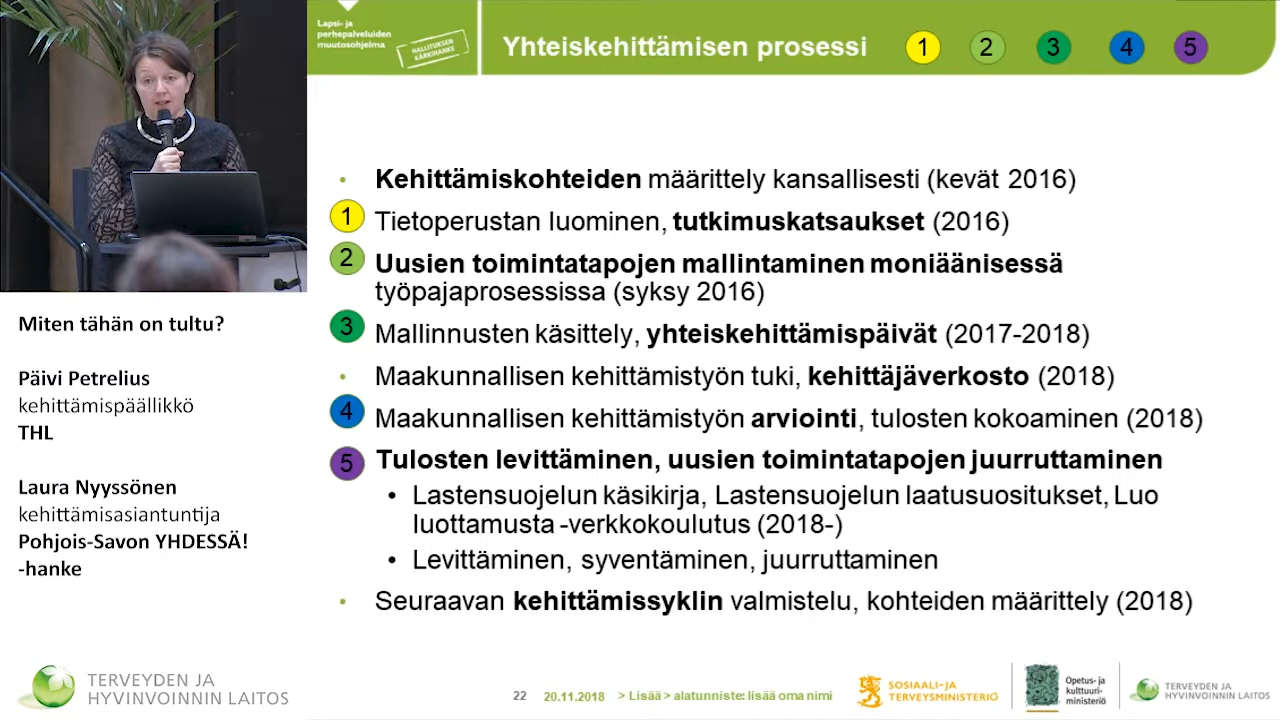 Lapsi- ja
perhepalveluiden
muutosohjelma
HALLITUKSEN
KÄRKIHANKE
Yhteiskehittämisen prosessi
1 2 3 4 5
Kehittämiskohteiden määrittely kansallisesti (kevät 2016)
1 Tietoperustan luominen, tutkimuskatsaukset (2016)
2 Uusien toimintatapojen mallintaminen moniäänisessä
työpajaprosessissa (syksy 2016)
3 Mallinnusten käsittely, yhteiskehittämispäivät (2017-2018)
Maakunnallisen kehittämistyön tuki, kehittäjäverkosto (2018)
4 Maakunnallisen kehittämistyön arviointi, tulosten kokoaminen (2018)
5 Tulosten levittäminen, uusien toimintatapojen juurruttaminen
• Lastensuojelun käsikirja, Lastensuojelun laatusuositukset, Luo
luottamusta -verkkokoulutus (2018-)
• Levittäminen, syventäminen, juurruttaminen
Seuraavan kehittämissyklin valmistelu, kohteiden määrittely (2018)
Miten tähän on tultu?
Päivi Petrelius
kehittämispäällikkö
THL
Laura Nyyssönen
kehittämisasiantuntija
Pohjois-Savon YHDESSÄ!
-hanke
TERVEYDEN JA
HYVINVOINNIN LAITOS
22 20.11.2018 > Lisää > alatunniste: lisää oma nimi
SOSIAALI- JA
TERVEYSMINISTERIÖ
Opetus- ja
kulttuuri-
ministeriö
TERVEYDEN JA
HYVINVOINNIN LAITOS